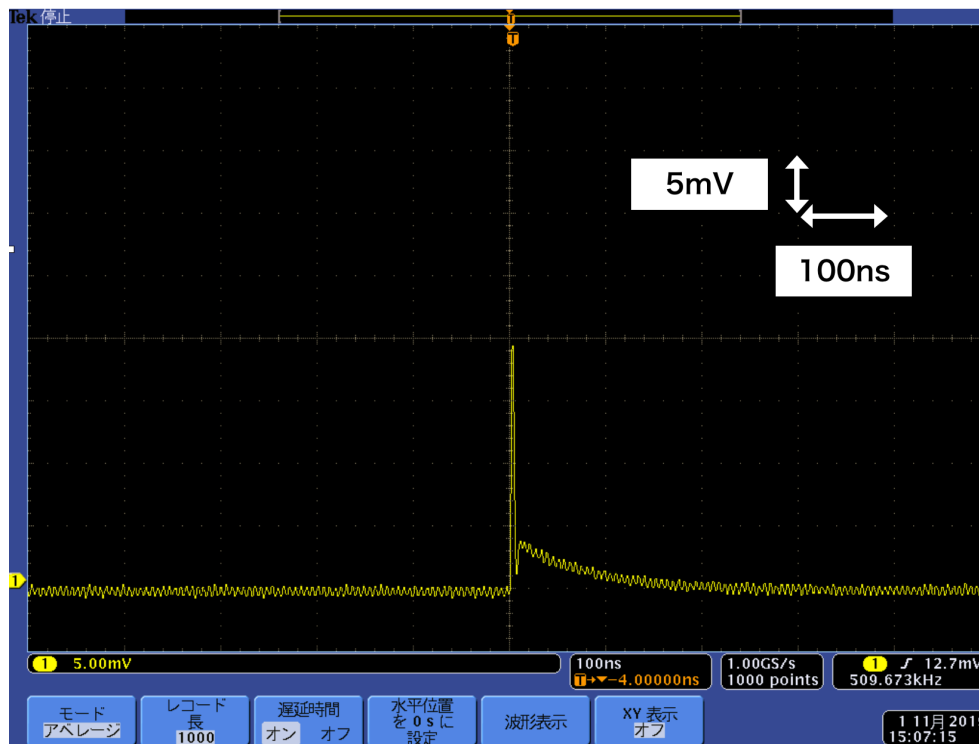 Tek 停止
T
T
5mV
100ns
1
1 5.00mV
100ns
T→▼−4.00000ns
1.00GS/s
1000 points
1 ∫ 12.7mV
509.673kHz
モード
アベレージ
レコード
長
1000
遅延時間
オン オフ
水平位置
を 0 s に
設定
波形表示
XY 表示
オフ
1 11月 201
15:07:15